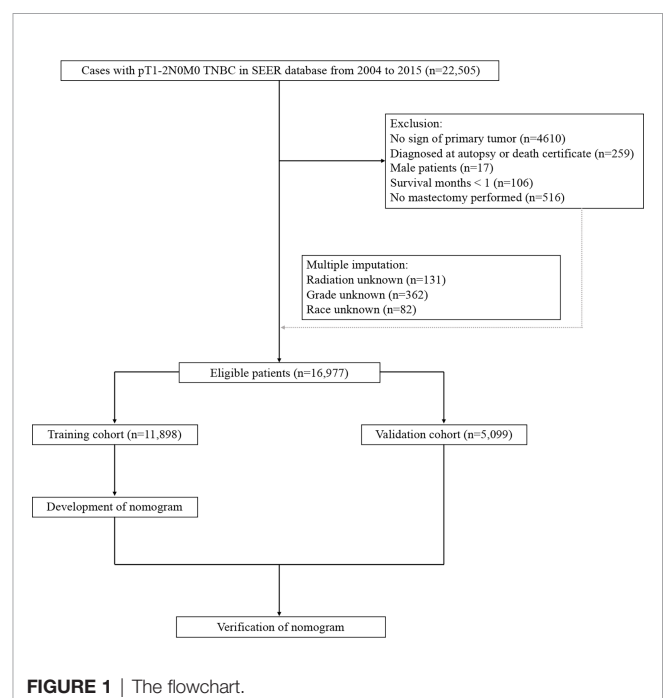 Cases with pT1-2N0M0 TNBC in SEER database from 2004 to 2015 (n=22,505)
Exclusion:
No sign of primary tumor (n=4610)
Diagnosed at autopsy or death certificate (n=259)
Male patients (n=17)
Survival months < 1 (n=106)
No mastectomy performed (n=516)
Multiple imputation:
Radiation unknown (n=131)
Grade unknown (n=362)
Race unknown (n=82)
Eligible patients (n=16,977)
Training cohort (n=11,898)
Validation cohort (n=5,099)
Development of nomogram
Verification of nomogram
FIGURE 1 | The flowchart.